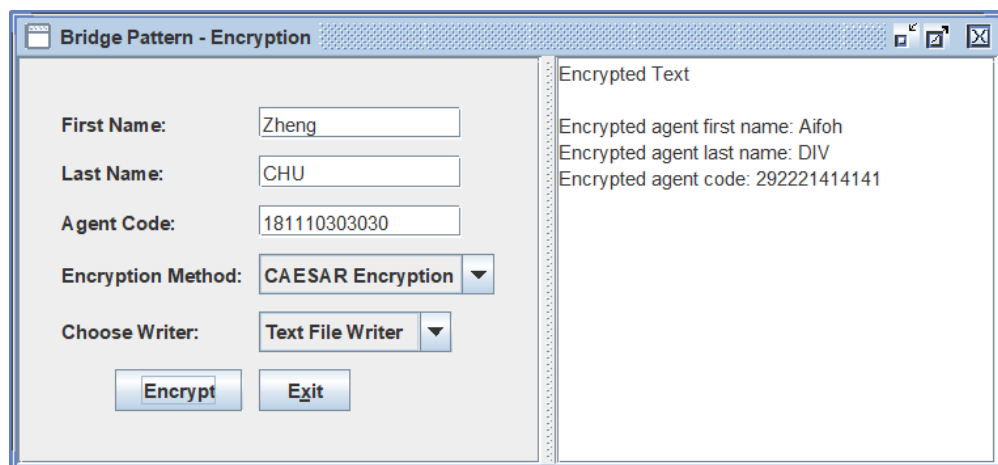 Bridge Pattern - Encryption
First Name: Zheng
Last Name: CHU
Agent Code: 181110303030
Encryption Method: CAESAR Encryption
Choose Writer: Text File Writer
Encrypt Exit
Encrypted Text
Encrypted agent first name: Aifoh
Encrypted agent last name: DIV
Encrypted agent code: 292221414141